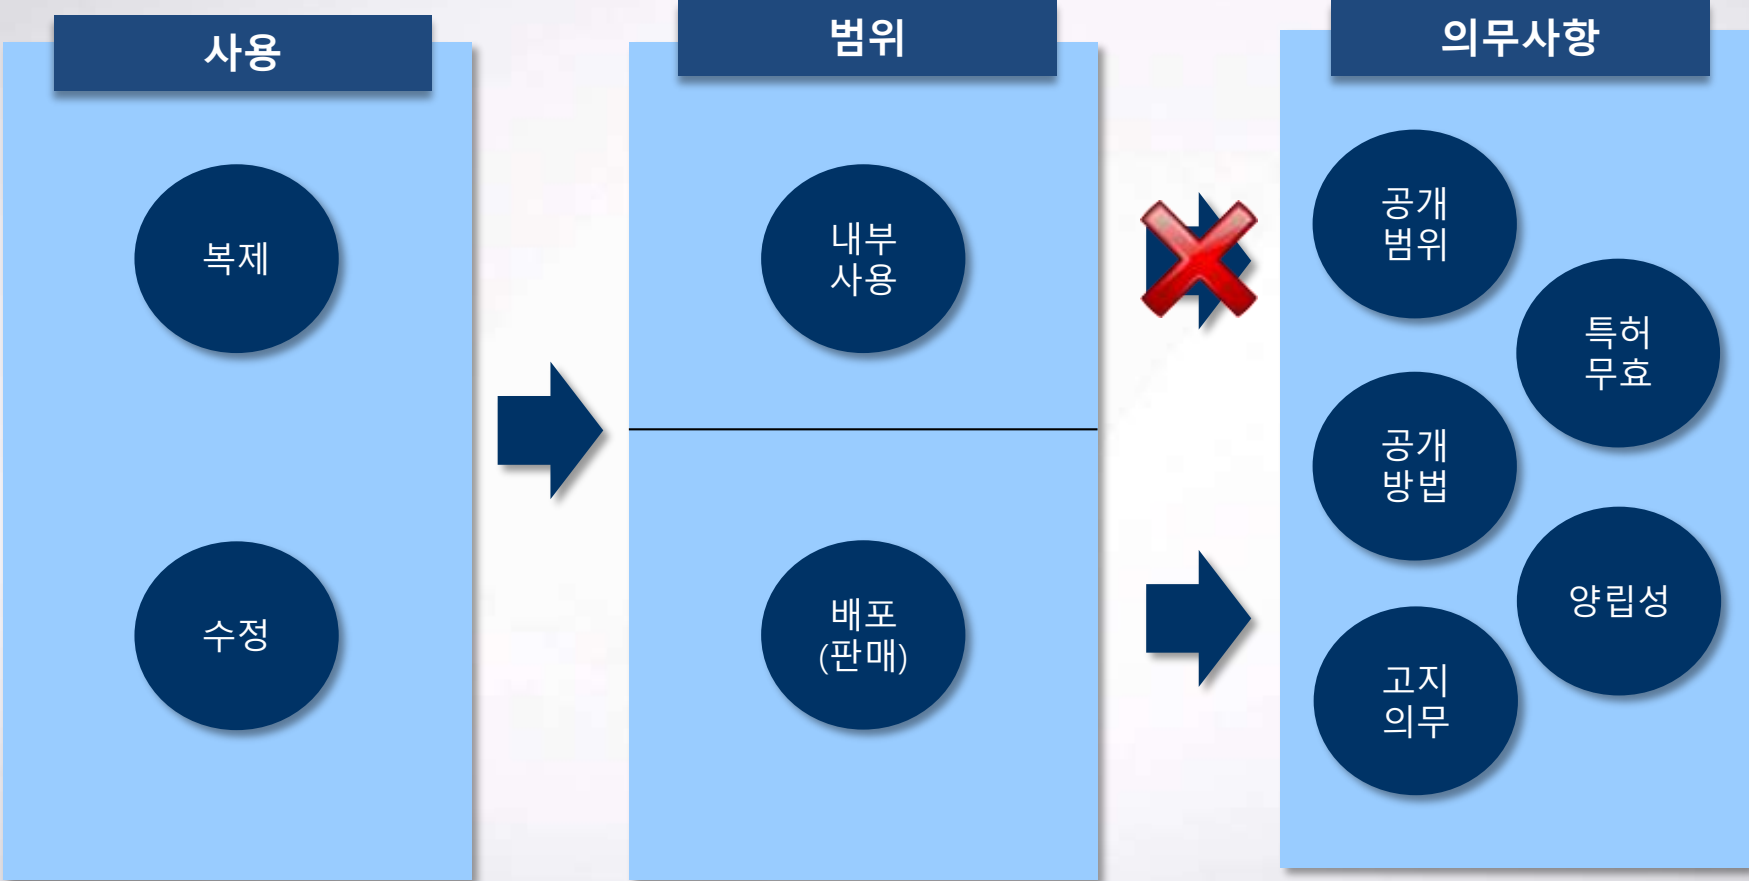 사용
복제
수정
범위
내부
사용
배포
(판매)
의무사항
공개
범위
특허
무효
공개
방법
양립성
고지
의무